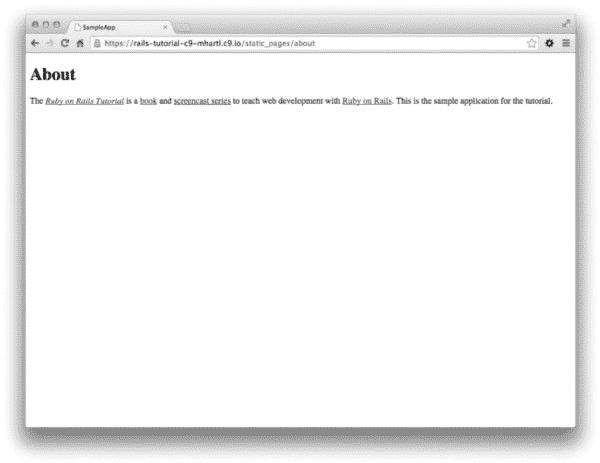 SampleApp
https://rails-tutorial-c9-mhartl.c9.io/static_pages/about
About
The Ruby on Rails Tutorial is a book and screencast series to teach web development with Ruby on Rails. This is the sample application for the tutorial.